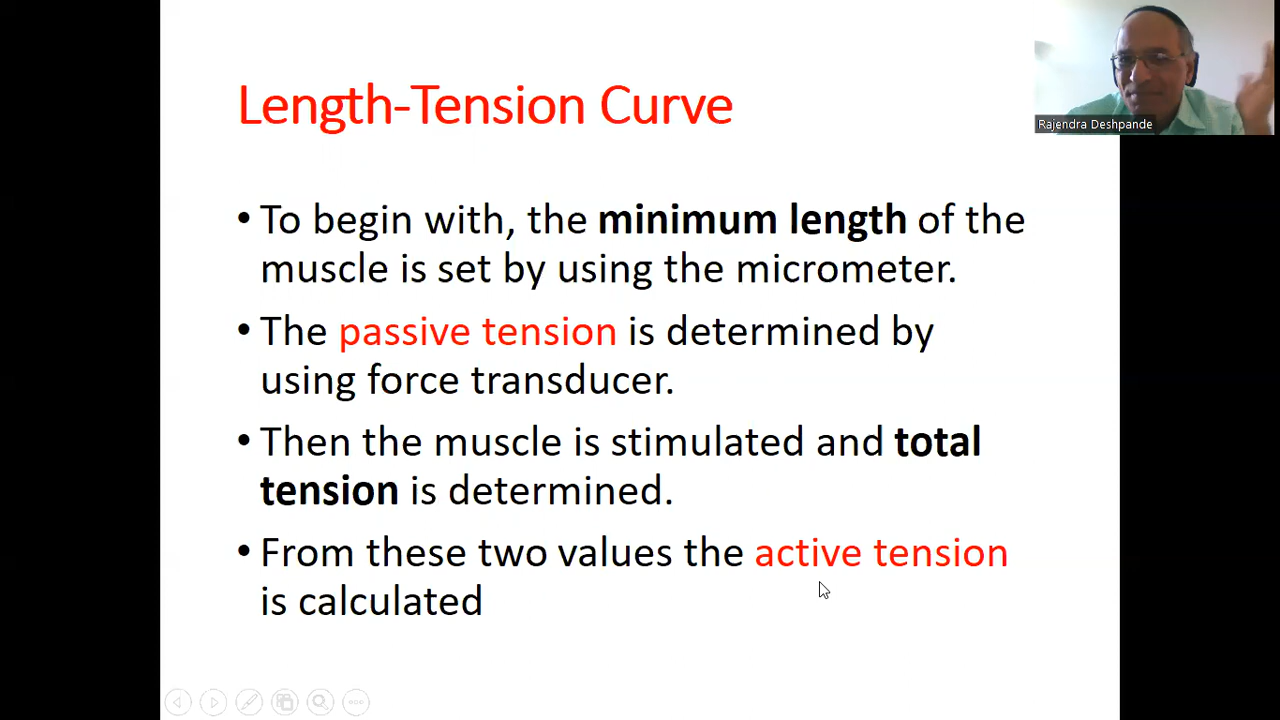 Length-Tension Curve
Rajendra Deshpande
• To begin with, the minimum length of the
muscle is set by using the micrometer.
• The passive tension is determined by
using force transducer.
• Then the muscle is stimulated and total
tension is determined.
• From these two values the active tension
is calculated